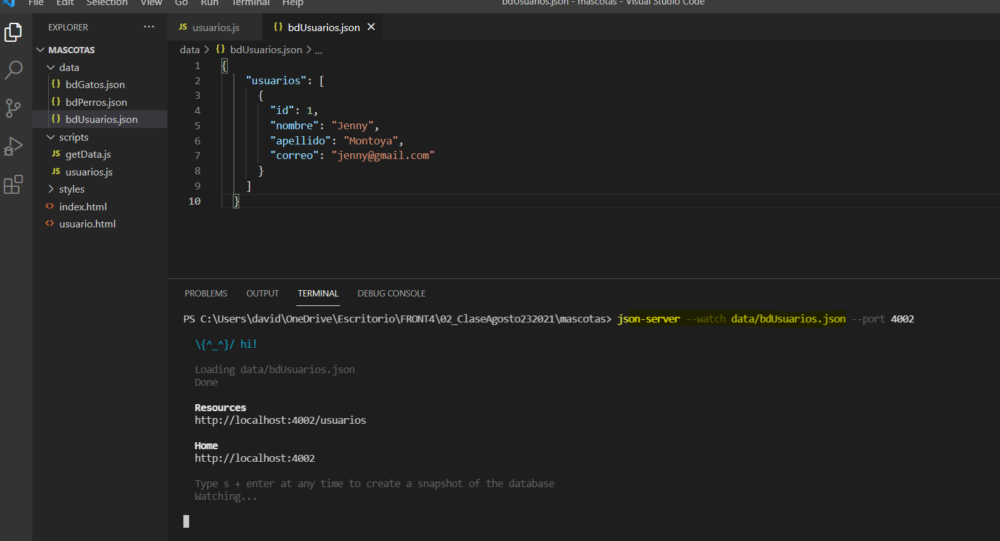 File Edit Selection View Go Run Terminal Help
bdUsuarios.json - mascotas - Visual Studio Code
EXPLORER ...
MASCOTAS
data
{} bdGatos.json
{} bdPerros.json
{} bdUsuarios.json
scripts
JS getData.js
JS usuarios.js
styles
<> index.html
<> usuario.html
JS usuarios.js
{} bdUsuarios.json
data > {} bdUsuarios.json > ...
1 {
2 "usuarios": [
3 {
4 "id": 1,
5 "nombre": "Jenny",
6 "apellido": "Montoya",
7 "correo": "jenny@gmail.com"
8 }
9 ]
10 }
PROBLEMS OUTPUT TERMINAL DEBUG CONSOLE
PS C:\Users\david\OneDrive\Escritorio\FRONT4\02_ClaseAgosto232021\mascotas> json-server --watch data/bdUsuarios.json --port 4002
\{^_^}/ hi!
Loading data/bdUsuarios.json
Done
Resources
http://localhost:4002/usuarios
Home
http://localhost:4002
Type s + enter at any time to create a snapshot of the database
Watching...